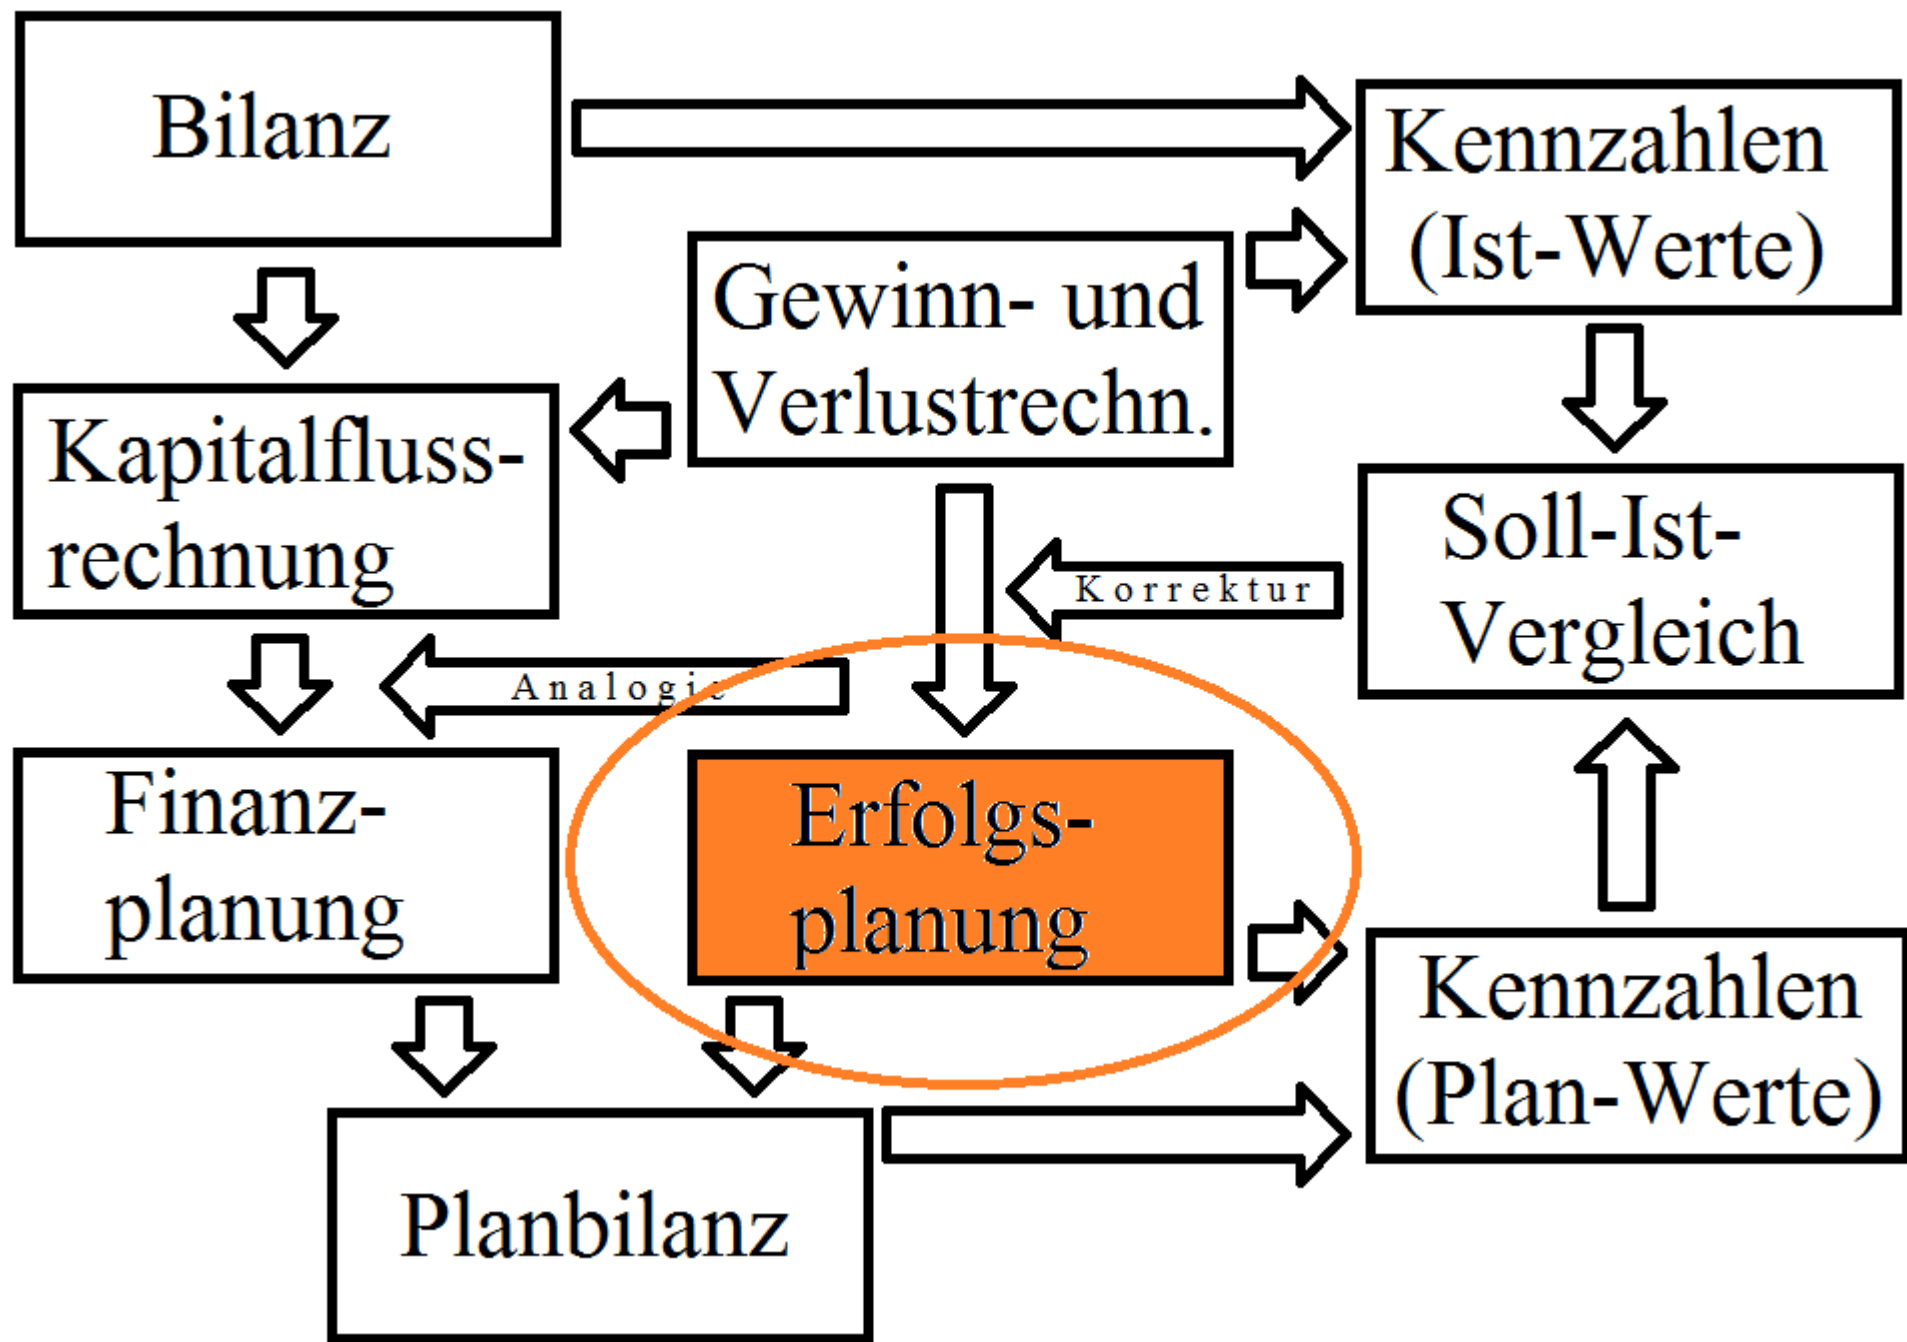 Bilanz
Kennzahlen
(Ist-Werte)
Gewinn- und
Verlustrechn.
Kapitalfluss-
rechnung
Soll-Ist-
Vergleich
Korrektur
Analogie
Finanz-
planung
Erfolgs-
planung
Kennzahlen
(Plan-Werte)
Planbilanz